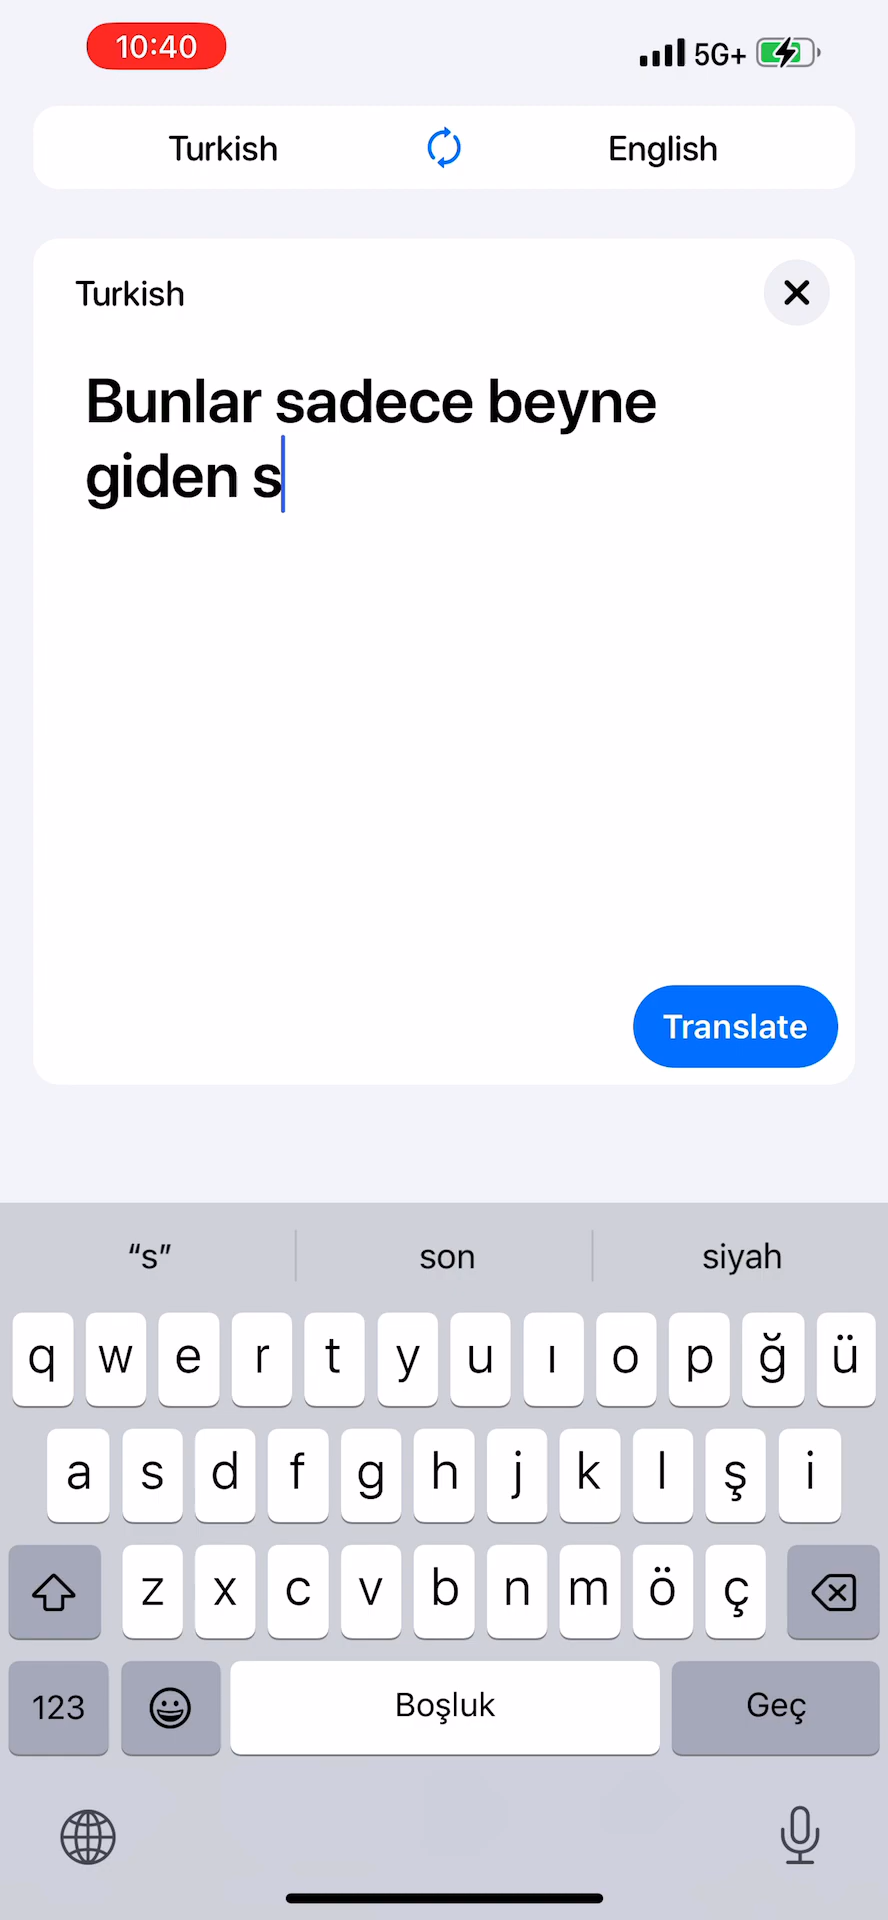 10:40 5G+
Turkish English
Turkish
Bunlar sadece beyne
giden s
Translate
“s” son siyah
q w e r t y u ı o p ğ ü
a s d f g h j k l ş i
z x c v b n m ö ç
123 Boşluk Geç